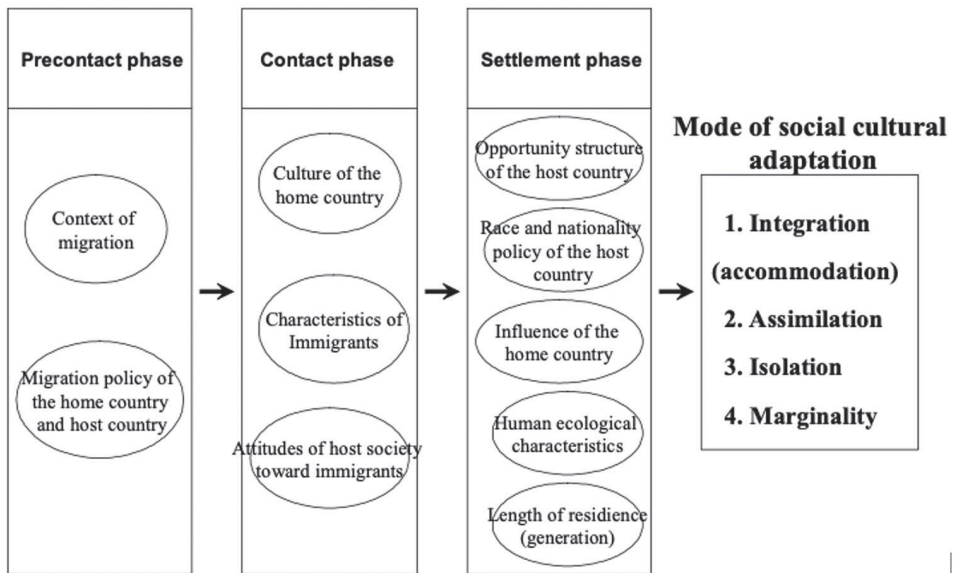 Precontact phase
Context of
migration
Migration policy of
the home country
and host country
Contact phase
Culture of the
home country
Characteristics of
Immigrants
Attitudes of host society
toward immigrants
Settlement phase
Opportunity structure
of the host country
Race and nationality
policy of the host
country
Influence of the
home country
Human ecological
characteristics
Length of residience
(generation)
Mode of social cultural
adaptation
1. Integration
(accommodation)
2. Assimilation
3. Isolation
4. Marginality